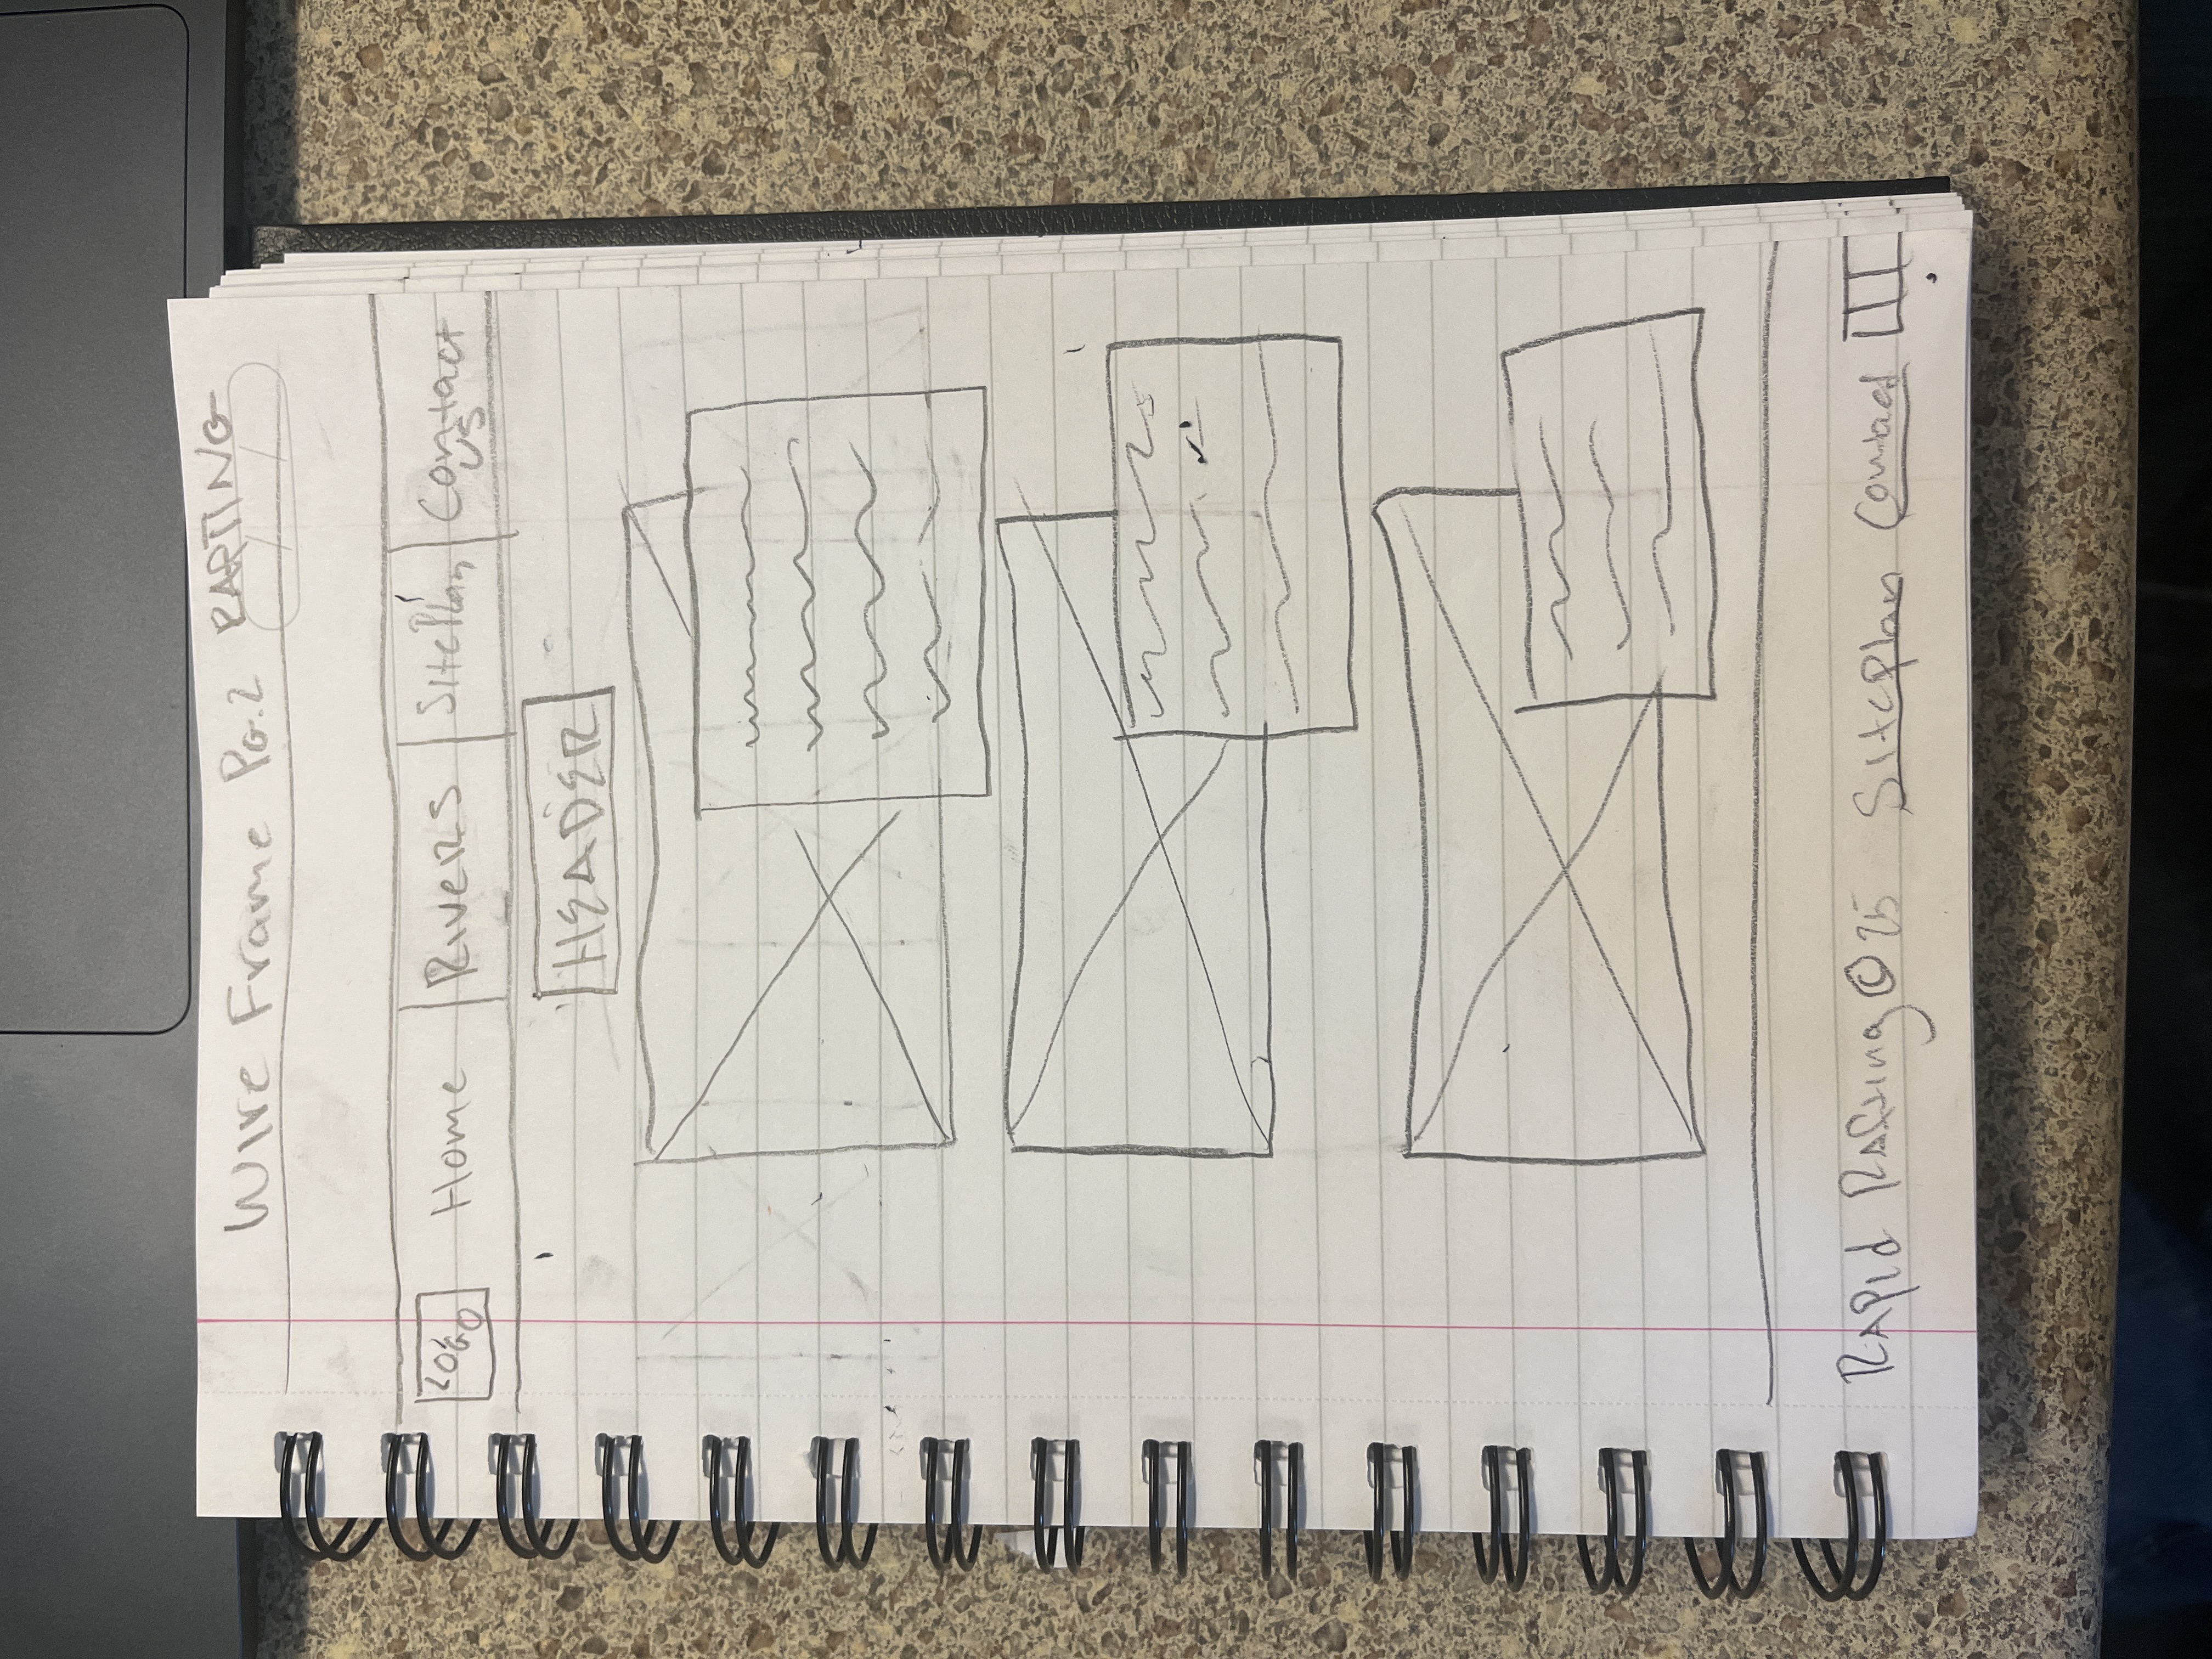 Wire Frame Pg.2 RAFTING
LOGO Home Rivers Siteplan Contact us
HEADER
Rapid Rafting © 25 Siteplan Contact